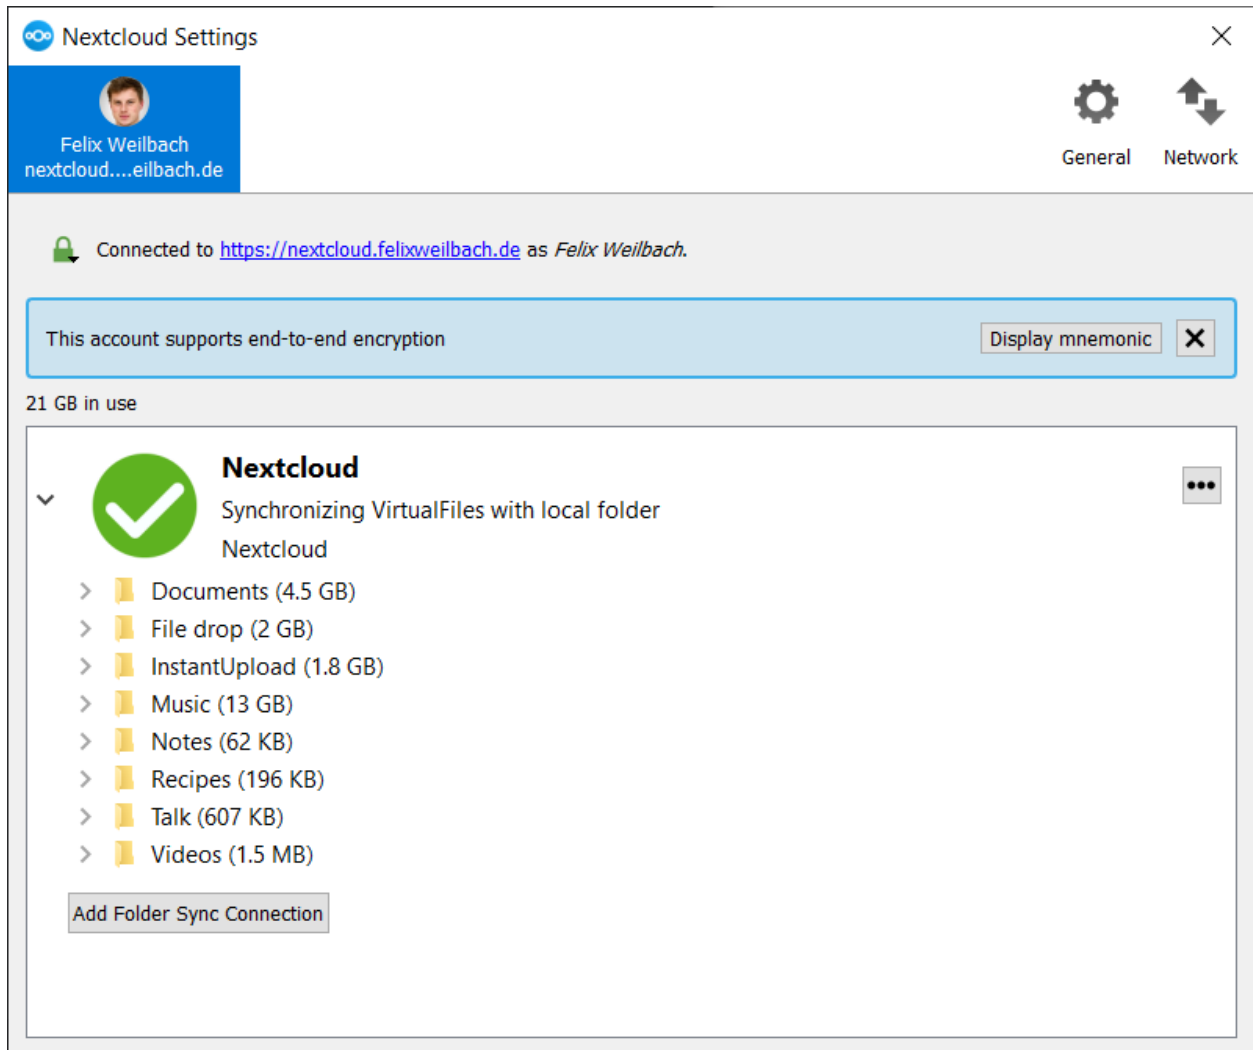 Nextcloud Settings
Felix Weilbach
nextcloud....eilbach.de
General
Network
Connected to https://nextcloud.felixweilbach.de as Felix Weilbach.
This account supports end-to-end encryption
Display mnemonic
21 GB in use
Nextcloud
Synchronizing VirtualFiles with local folder
Nextcloud
Documents (4.5 GB)
File drop (2 GB)
InstantUpload (1.8 GB)
Music (13 GB)
Notes (62 KB)
Recipes (196 KB)
Talk (607 KB)
Videos (1.5 MB)
Add Folder Sync Connection